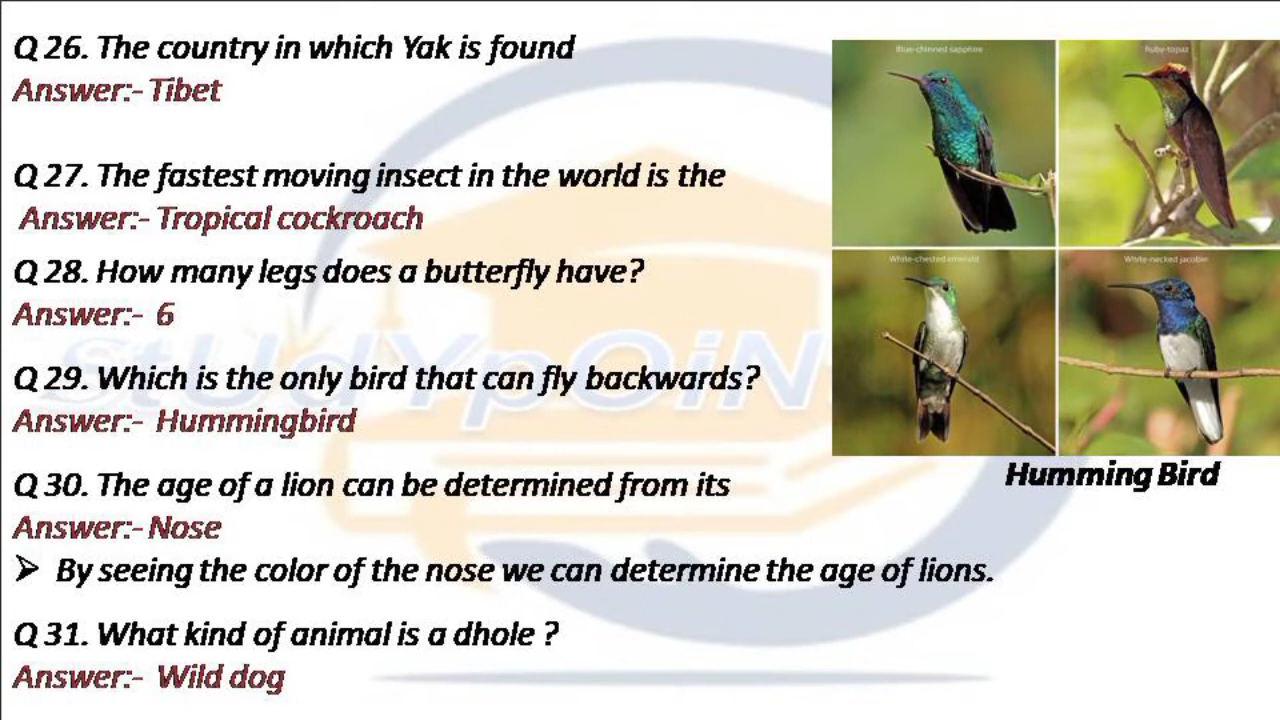 Q 26. The country in which Yak is found
Answer:- Tibet
Q 27. The fastest moving insect in the world is the
Answer:- Tropical cockroach
Q 28. How many legs does a butterfly have?
Answer:- 6
Q 29. Which is the only bird that can fly backwards?
Answer:- Hummingbird
Q 30. The age of a lion can be determined from its
Answer:- Nose
➢ By seeing the color of the nose we can determine the age of lions.
Q 31. What kind of animal is a dhole ?
Answer:- Wild dog
Blue-chinned sapphire
Ruby-topaz
White-chested emerald
White-necked jacobin
Humming Bird
StUdYpOiN